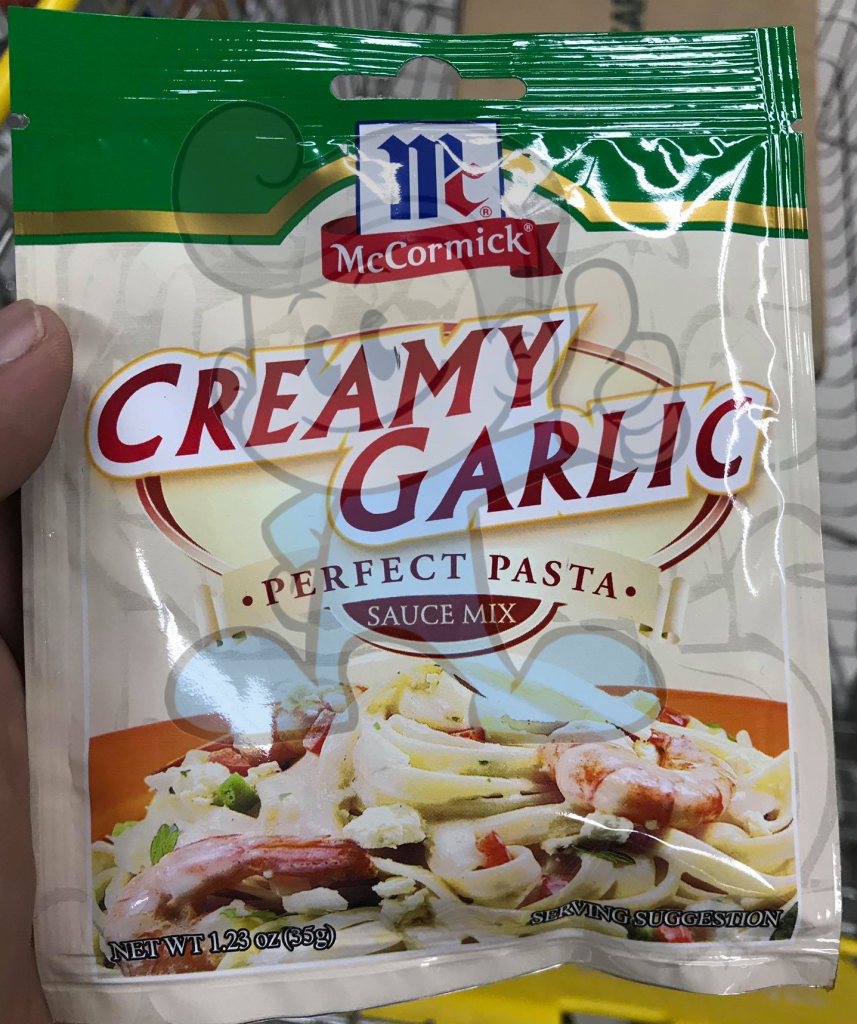 Mc®
McCormick®
CREAMY
GARLIC
• PERFECT PASTA •
SAUCE MIX
SERVING SUGGESTION
NET WT 1.23 oz (35g)